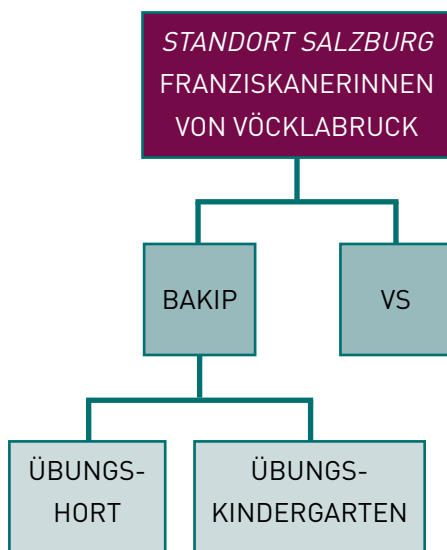 STANDORT SALZBURG
FRANZISKANERINNEN
VON VÖCKLABRUCK
BAKIP
VS
ÜBUNGS-
HORT
ÜBUNGS-
KINDERGARTEN